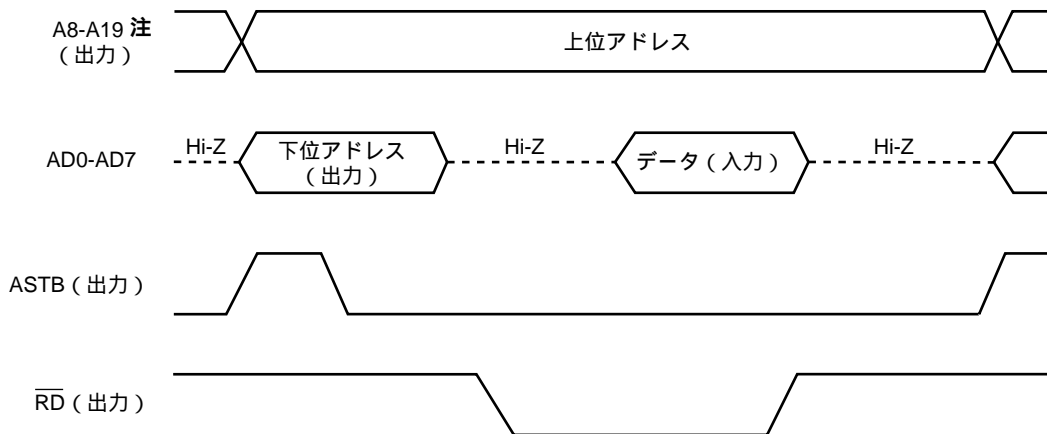 A8-A19 注
(出力)
上位アドレス
AD0-AD7
Hi-Z
下位アドレス
(出力)
Hi-Z
データ(入力)
Hi-Z
ASTB(出力)
RD(出力)